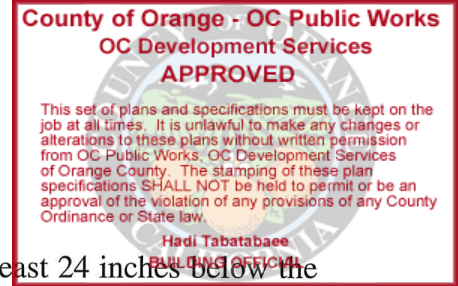 County of Orange - OC Public Works
OC Development Services
APPROVED
This set of plans and specifications must be kept on the
job at all times. It is unlawful to make any changes or
alterations to these plans without written permission
from OC Public Works, OC Development Services
of Orange County. The stamping of these plan
specifications SHALL NOT be held to permit or be an
approval of the violation of any provisions of any County
Ordinance or State law.
Hadi Tabatabaee
BUILDING OFFICIAL
east 24 inches below the